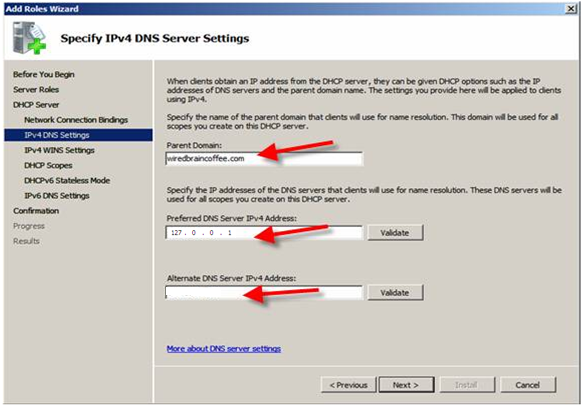 Add Roles Wizard
Specify IPv4 DNS Server Settings
Before You Begin
Server Roles
DHCP Server
Network Connection Bindings
IPv4 DNS Settings
IPv4 WINS Settings
DHCP Scopes
DHCPv6 Stateless Mode
IPv6 DNS Settings
Confirmation
Progress
Results
When clients obtain an IP address from the DHCP server, they can be given DHCP options such as the IP
addresses of DNS servers and the parent domain name. The settings you provide here will be applied to clients
using IPv4.
Specify the name of the parent domain that clients will use for name resolution. This domain will be used for all
scopes you create on this DHCP server.
Parent Domain:
wiredbraincoffee.com
Specify the IP addresses of the DNS servers that clients will use for name resolution. These DNS servers will be
used for all scopes you create on this DHCP server.
Preferred DNS Server IPv4 Address:
127 . 0 . 0 . 1
Validate
Alternate DNS Server IPv4 Address:
Validate
More about DNS server settings
< Previous
Next >
Install
Cancel